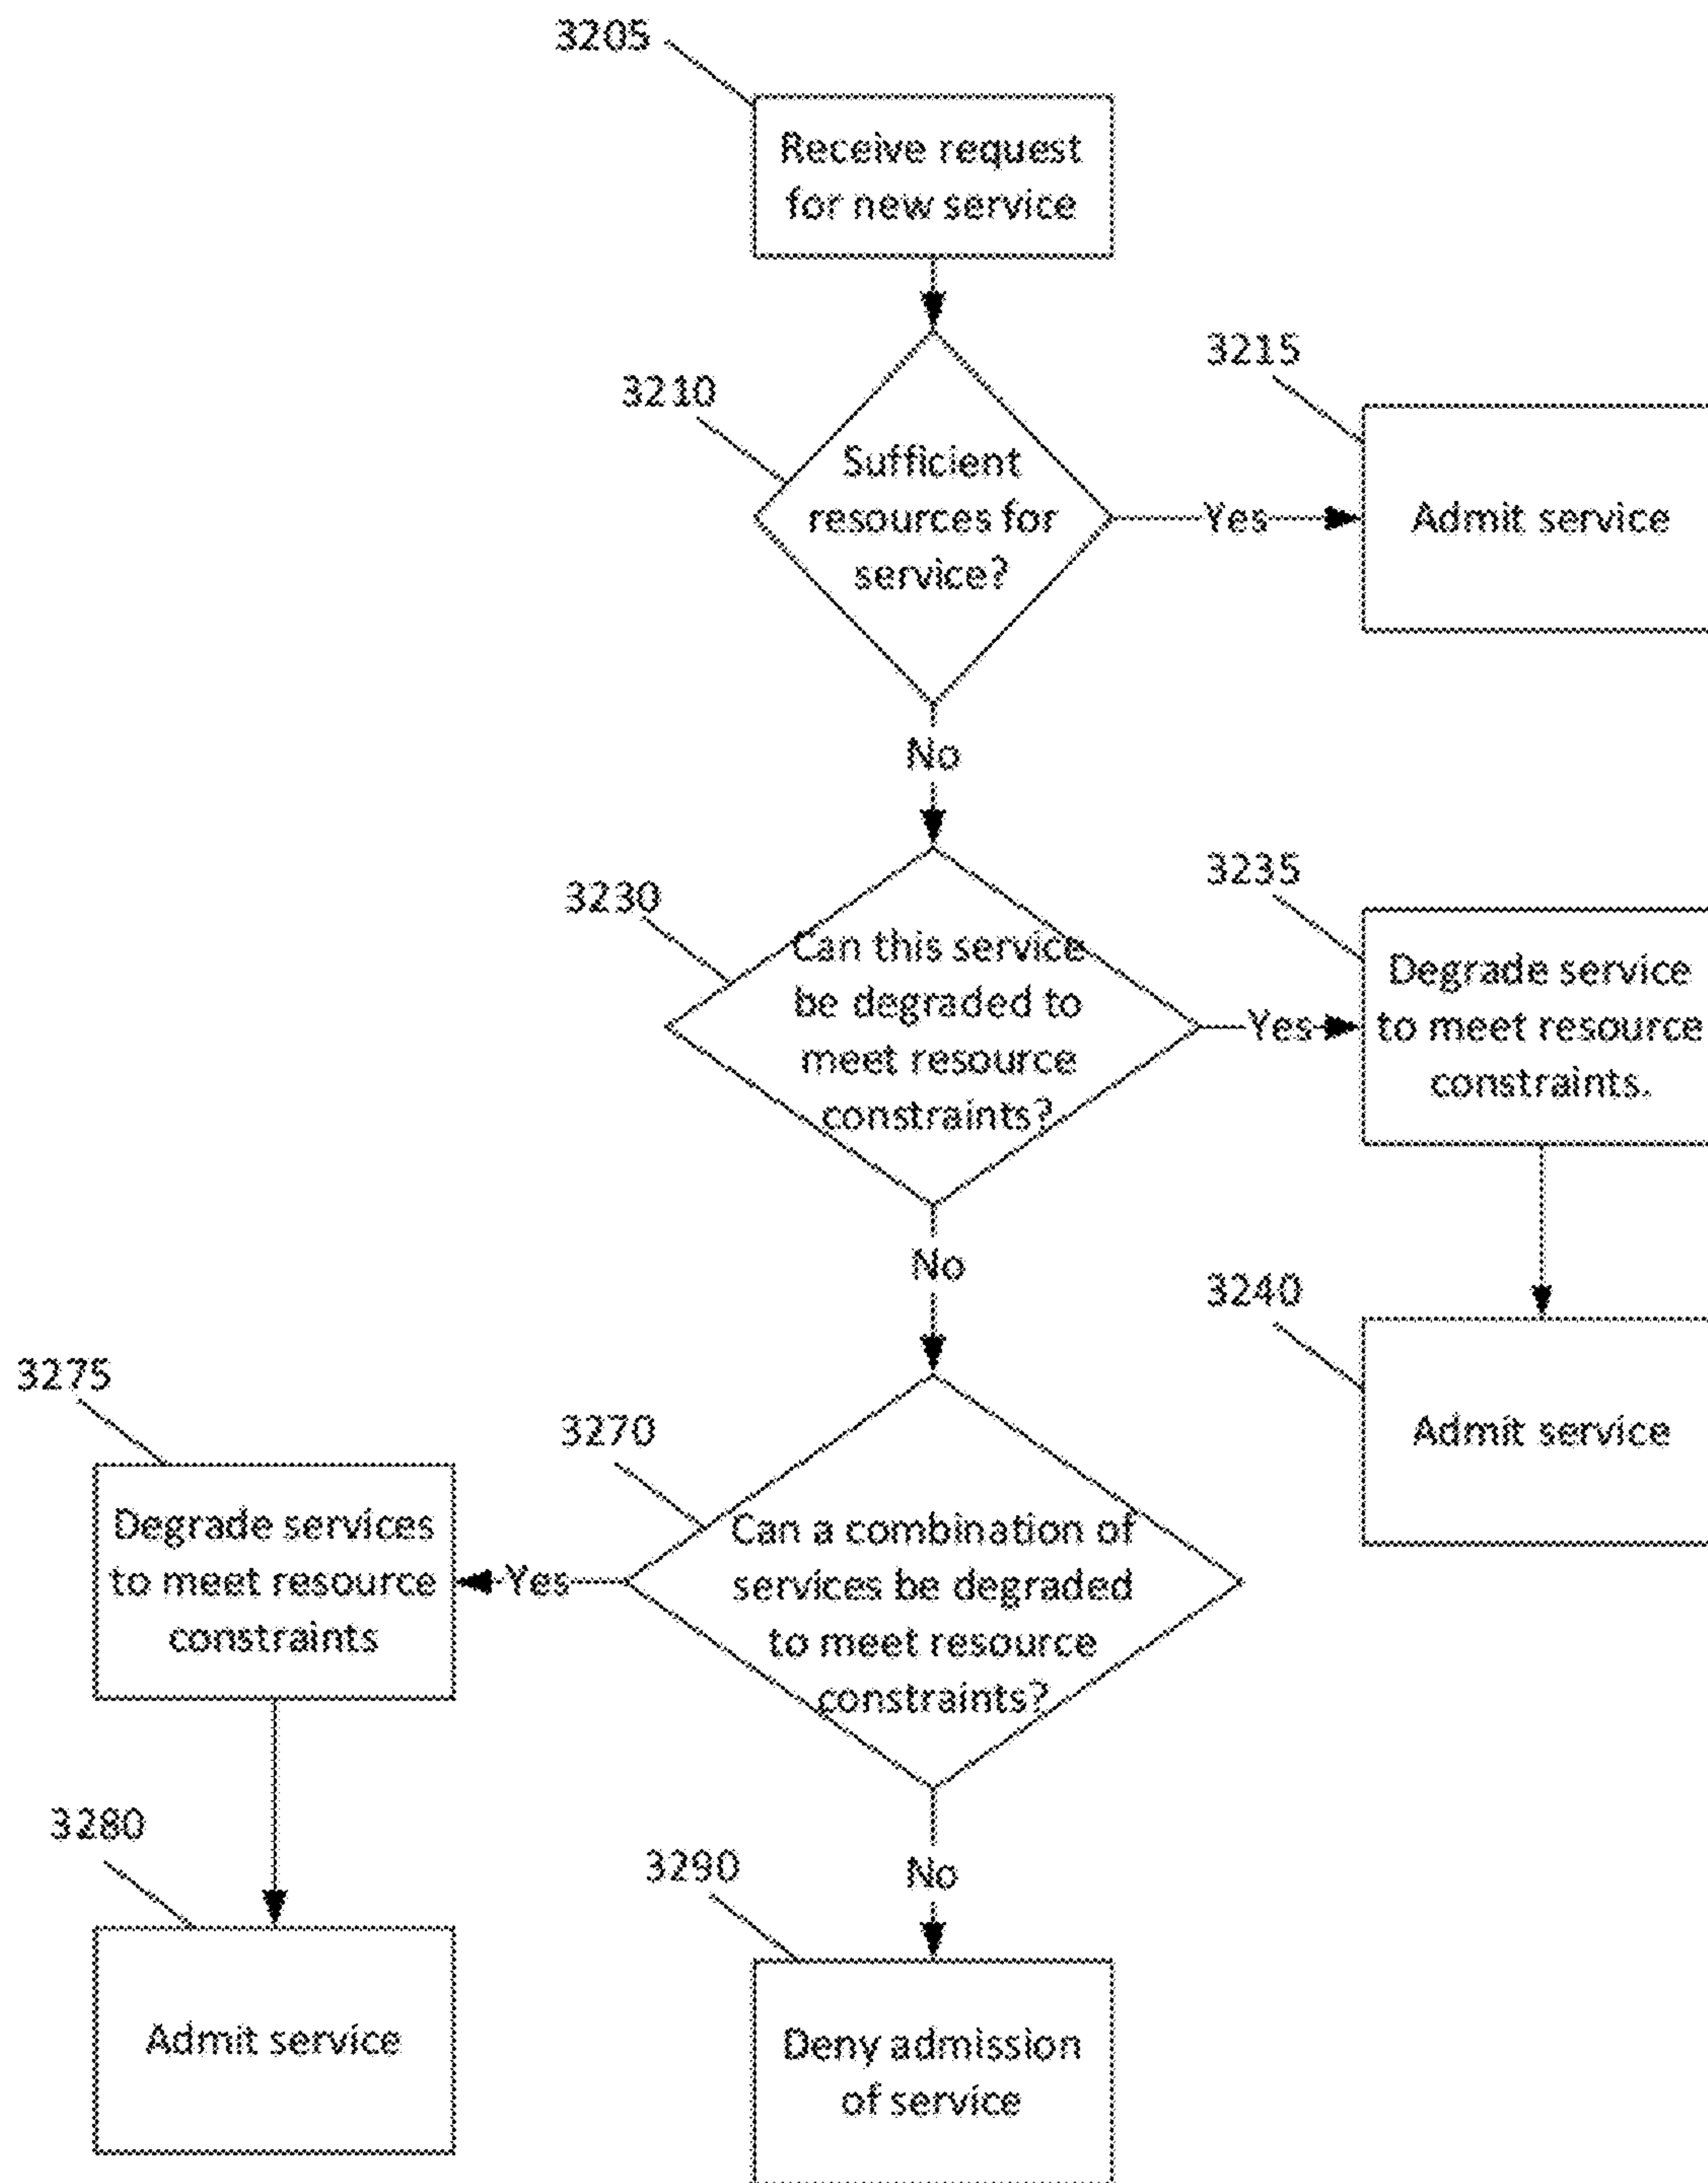 3205
Receive request
for new service
3210
Sufficient
resources for
service?
Yes
3215
Admit service
No
3230
Can this service
be degraded to
meet resource
constraints?
Yes
3235
Degrade service
to meet resource
constraints.
No
3240
Admit service
3270
Can a combination of
services be degraded
to meet resource
constraints?
Yes
3275
Degrade services
to meet resource
constraints
3280
Admit service
No
3290
Deny admission
of service